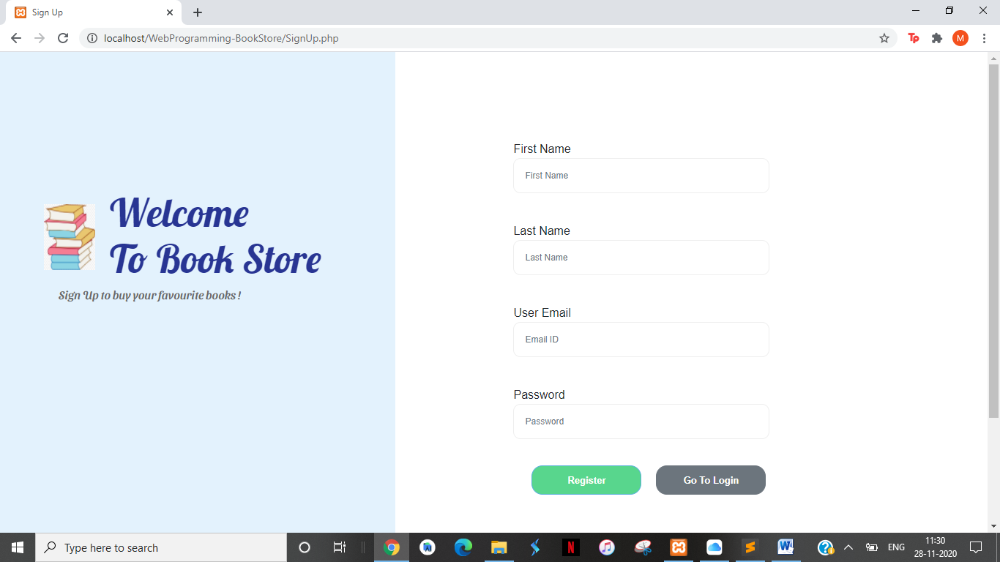 Sign Up
localhost/WebProgramming-BookStore/SignUp.php
Tp
M
Welcome
To Book Store
Sign Up to buy your favourite books !
First Name
First Name
Last Name
Last Name
User Email
Email ID
Password
Password
Register
Go To Login
Type here to search
N
W
ENG
11:30
28-11-2020